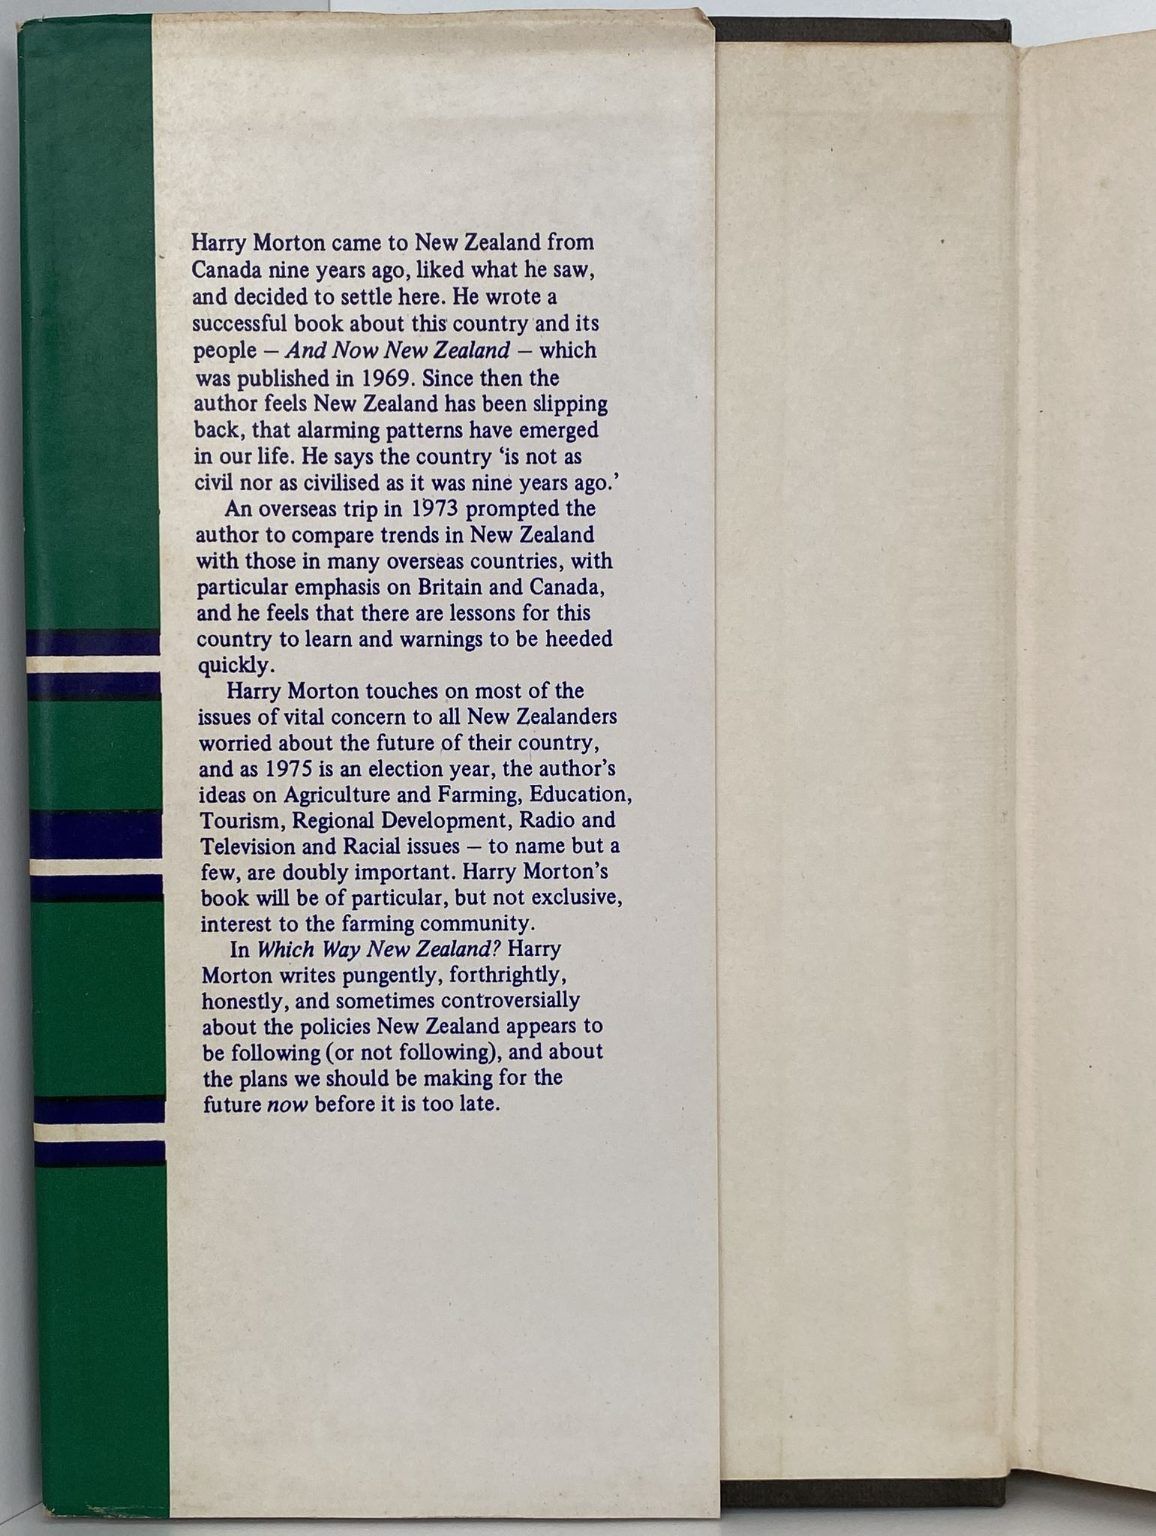 Harry Morton came to New Zealand from
Canada nine years ago, liked what he saw,
and decided to settle here. He wrote a
successful book about this country and its
people – And Now New Zealand – which
was published in 1969. Since then the
author feels New Zealand has been slipping
back, that alarming patterns have emerged
in our life. He says the country ‘is not as
civil nor as civilised as it was nine years ago.’
An overseas trip in 1973 prompted the
author to compare trends in New Zealand
with those in many overseas countries, with
particular emphasis on Britain and Canada,
and he feels that there are lessons for this
country to learn and warnings to be heeded
quickly.
Harry Morton touches on most of the
issues of vital concern to all New Zealanders
worried about the future of their country,
and as 1975 is an election year, the author’s
ideas on Agriculture and Farming, Education,
Tourism, Regional Development, Radio and
Television and Racial issues – to name but a
few, are doubly important. Harry Morton’s
book will be of particular, but not exclusive,
interest to the farming community.
In Which Way New Zealand? Harry
Morton writes pungently, forthrightly,
honestly, and sometimes controversially
about the policies New Zealand appears to
be following (or not following), and about
the plans we should be making for the
future now before it is too late.